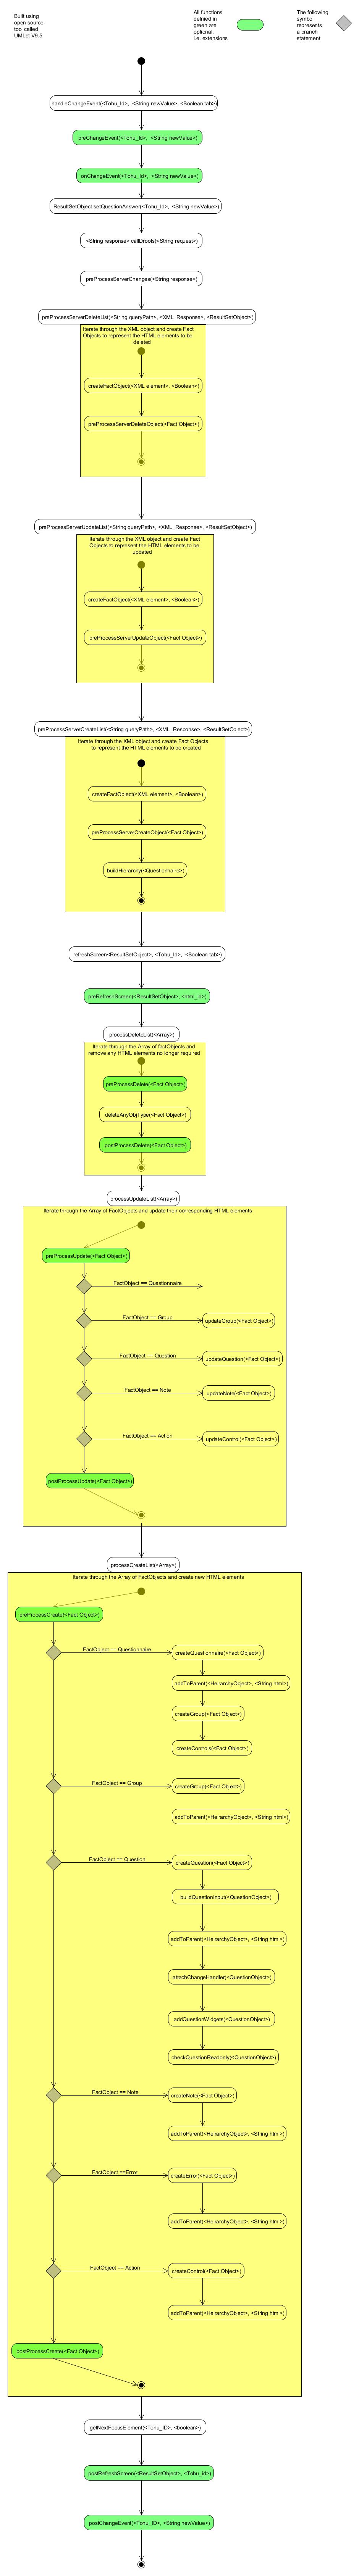 Built using
open source
tool called
UMLet V9.5
All functions
defnied in
green are
optional.
i.e. extensions
The following
symbol
represents
a branch
statement
handleChangeEvent(<Tohu_Id>, <String newValue>, <Boolean tab>)
preChangeEvent(<Tohu_Id>, <String newValue>)
onChangeEvent(<Tohu_Id>, <String newValue>)
ResultSetObject setQuestionAnswer(<Tohu_Id>, <String newValue>)
<String response> callDrools(<String request>)
preProcessServerChanges(<String response>)
preProcessServerDeleteList(<String queryPath>, <XML_Response>, <ResultSetObject>)
Iterate through the XML object and create Fact
Objects to represent the HTML elements to be
deleted
createFactObject(<XML element>, <Boolean>)
preProcessServerDeleteObject(<Fact Object>)
preProcessServerUpdateList(<String queryPath>, <XML_Response>, <ResultSetObject>)
Iterate through the XML object and create Fact
Objects to represent the HTML elements to be
updated
createFactObject(<XML element>, <Boolean>)
preProcessServerUpdateObject(<Fact Object>)
preProcessServerCreateList(<String queryPath>, <XML_Response>, <ResultSetObject>)
Iterate through the XML object and create Fact Objects
to represent the HTML elements to be created
createFactObject(<XML element>, <Boolean>)
preProcessServerCreateObject(<Fact Object>)
buildHierarchy(<Questionnaire>)
refreshScreen<ResultSetObject>, <Tohu_Id>, <Boolean tab>)
preRefreshScreen(<ResultSetObject>, <html_id>)
processDeleteList(<Array>)
Iterate through the Array of factObjects and
remove any HTML elements no longer required
preProcessDelete(<Fact Object>)
deleteAnyObjType(<Fact Object>)
postProcessDelete(<Fact Object>)
processUpdateList(<Array>)
Iterate through the Array of FactObjects and update their corresponding HTML elements
preProcessUpdate(<Fact Object>)
FactObject == Questionnaire
FactObject == Group
updateGroup(<Fact Object>)
FactObject == Question
updateQuestion(<Fact Object>)
FactObject == Note
updateNote(<Fact Object>)
FactObject == Action
updateControl(<Fact Object>)
postProcessUpdate(<Fact Object>)
processCreateList(<Array>)
Iterate through the Array of FactObjects and create new HTML elements
preProcessCreate(<Fact Object>)
FactObject == Questionnaire
createQuestionnaire(<Fact Object>)
addToParent(<HeirarchyObject>, <String html>)
createGroup(<Fact Object>)
createControls(<Fact Object>)
FactObject == Group
createGroup(<Fact Object>)
addToParent(<HeirarchyObject>, <String html>)
FactObject == Question
createQuestion(<Fact Object>)
buildQuestionInput(<QuestionObject>)
addToParent(<HeirarchyObject>, <String html>)
attachChangeHandler(<QuestionObject>)
addQuestionWidgets(<QuestionObject>)
checkQuestionReadonly(<QuestionObject>)
FactObject == Note
createNote(<Fact Object>)
addToParent(<HeirarchyObject>, <String html>)
FactObject ==Error
createError(<Fact Object>)
addToParent(<HeirarchyObject>, <String html>)
FactObject == Action
createControl(<Fact Object>)
addToParent(<HeirarchyObject>, <String html>)
postProcessCreate(<Fact Object>)
getNextFocusElement(<Tohu_ID>, <boolean>)
postRefreshScreen(<ResultSetObject>, <Tohu_id>)
postChangeEvent(<Tohu_ID>, <String newValue>)